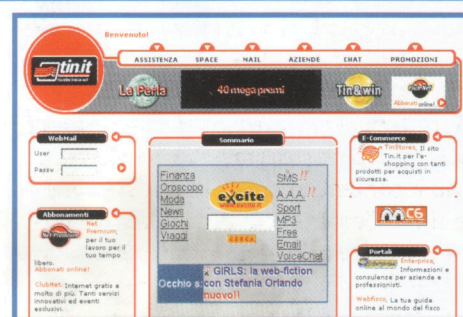 Benvenuto!
tin.it
ASSISTENZA SPACE MAIL AZIENDE CHAT PROMOZIONI
La Perla
40 mega premi
Tin&win
ClubNet
Abbonati online!
WebMail
User
Passw
Sommario
Finanza
Oroscopo
Moda
News
Giochi
Viaggi
excite
CERCA
SMS!!
A.A.A.!!
Sport
MP3
Free
Email
VoiceChat
Occhio a
GIRLS: la web-fiction
con Stefania Orlando
nuovo!!
E-Commerce
TinStores, Il sito
Tin.it per l'e-
shopping con tanti
prodotti per acquisti in
sicurezza.
C6
Abbonamenti
Net
Premium,
per il tuo
lavoro per il
tuo tempo
libero.
Abbonati online!
ClubNet. Internet gratis e
molto di più. Tanti servizi
innovativi ed eventi
esclusivi.
Portali
Enterprise,
Informazioni e
consulenze per aziende e
professionisti.
Webfisco, La tua guida
online al mondo del fisco